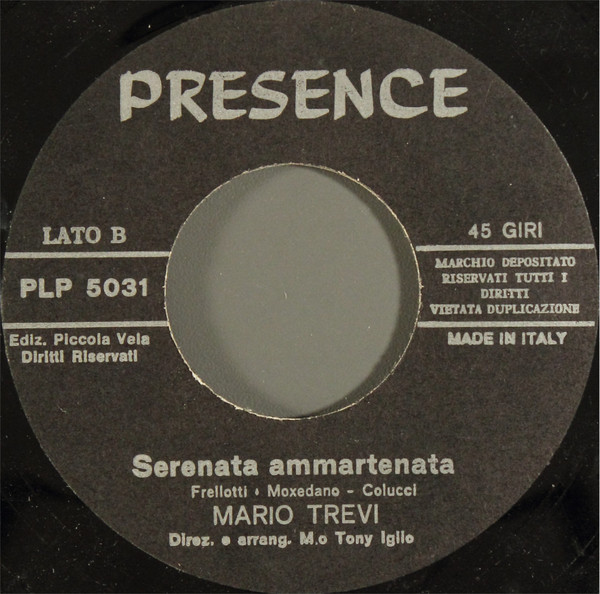 PRESENCE
LATO B
PLP 5031
Ediz. Piccola Vela
Diritti Riservati
45 GIRI
MARCHIO DEPOSITATO
RISERVATI TUTTI I
DIRITTI
VIETATA DUPLICAZIONE
MADE IN ITALY
Serenata ammartenata
Frellotti • Moxedano - Colucci
MARIO TREVI
Direz. e arrang. M.o Tony Iglio